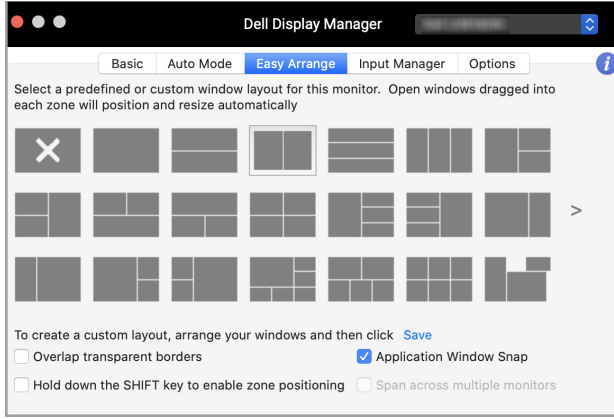 Dell Display Manager
Basic Auto Mode Easy Arrange Input Manager Options
Select a predefined or custom window layout for this monitor.  Open windows dragged into
each zone will position and resize automatically
>
To create a custom layout, arrange your windows and then click Save
Overlap transparent borders Application Window Snap
Hold down the SHIFT key to enable zone positioning Span across multiple monitors